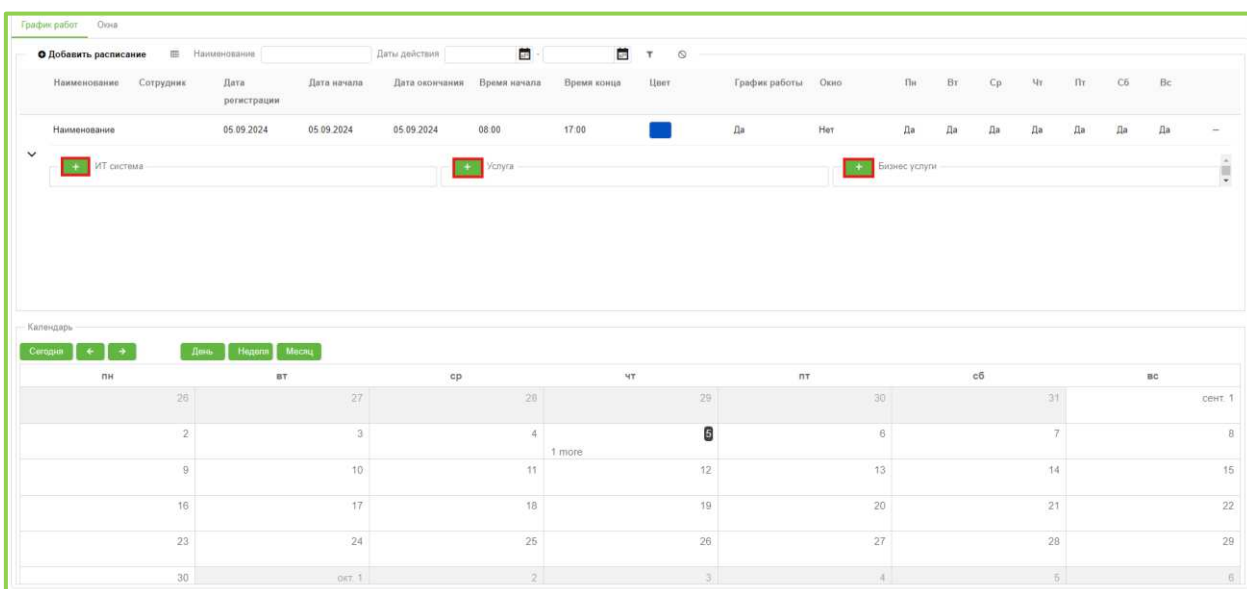 График работ Окна
Добавить расписание Наименование Даты действия -
Наименование Сотрудник Дата регистрации Дата начала Дата окончания Время начала Время конца Цвет График работы Окно Пн Вт Ср Чт Пт Сб Вс
Наименование 05.09.2024 05.09.2024 05.09.2024 08:00 17:00 Да Нет Да Да Да Да Да Да Да
+ ИТ система + Услуга + Бизнес услуги
Календарь
Сегодня День Неделя Месяц
пн вт ср чт пт сб вс
26 27 28 29 30 31 сент. 1
2 3 4 5 6 7 8
1 more
9 10 11 12 13 14 15
16 17 18 19 20 21 22
23 24 25 26 27 28 29
30 окт. 1 2 3 4 5 6